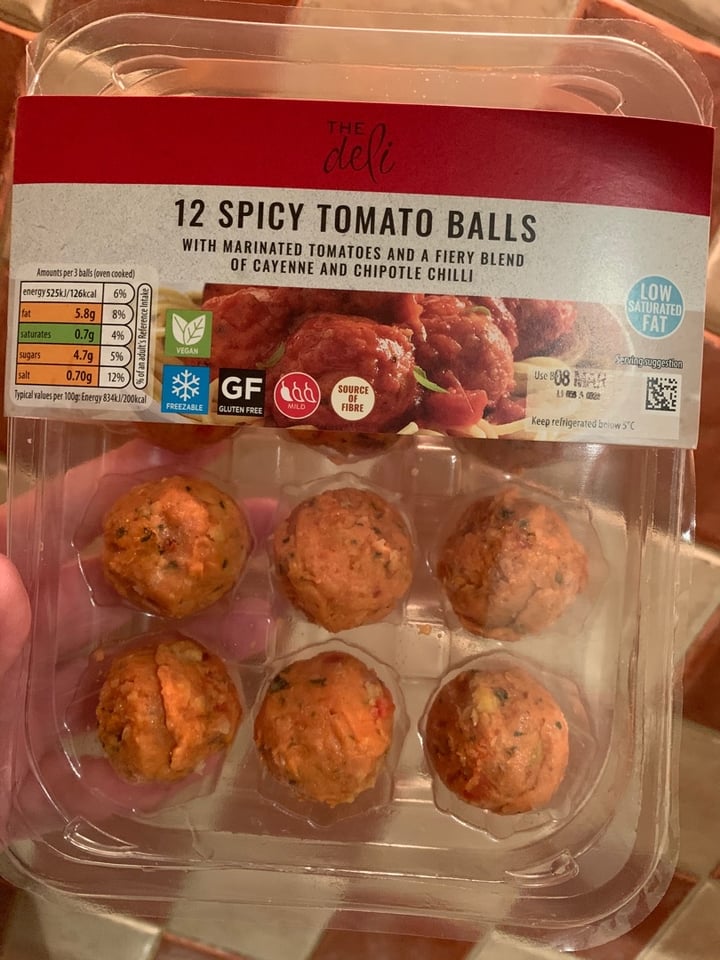 THE
deli
12 SPICY TOMATO BALLS
WITH MARINATED TOMATOES AND A FIERY BLEND
OF CAYENNE AND CHIPOTLE CHILLI
Amounts per 3 balls (oven cooked)
energy 525kJ/126kcal 6%
fat 5.8g 8%
saturates 0.7g 4%
sugars 4.7g 5%
salt 0.70g 12%
% of an adult's Reference Intake
Typical values per 100g: Energy 834kJ/200kcal
VEGAN
FREEZABLE
GF
GLUTEN FREE
MILD
SOURCE
OF
FIBRE
LOW
SATURATED
FAT
Serving suggestion
Use 08 MAR
Keep refrigerated below 5°C